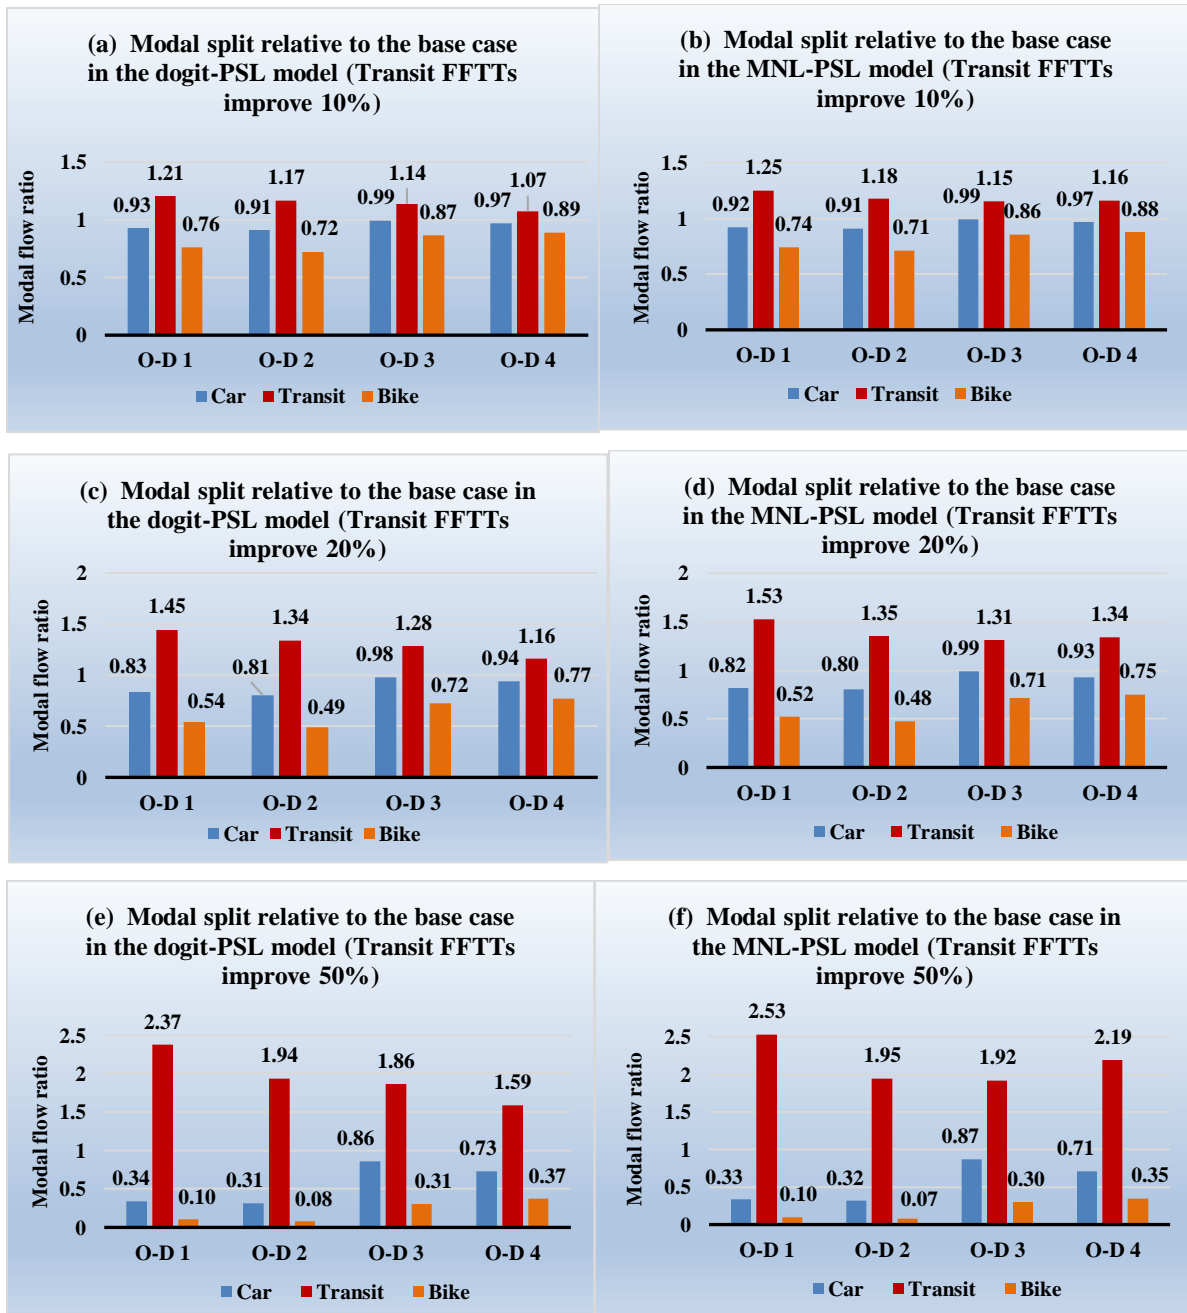 (a) Modal split relative to the base case
in the dogit-PSL model (Transit FFTTs
improve 10%)
Modal flow ratio
1.5
1
0.5
0
0.93
1.21
0.76
0.91
1.17
0.72
0.99
1.14
0.87
0.97
1.07
0.89
O-D 1
O-D 2
O-D 3
O-D 4
Car Transit Bike
(b) Modal split relative to the base case
in the MNL-PSL model (Transit FFTTs
improve 10%)
Modal flow ratio
1.5
1
0.5
0
0.92
1.25
0.74
0.91
1.18
0.71
0.99
1.15
0.86
0.97
1.16
0.88
O-D 1
O-D 2
O-D 3
O-D 4
Car Transit Bike
(c) Modal split relative to the base case in
the dogit-PSL model (Transit FFTTs
improve 20%)
Modal flow ratio
2
1.5
1
0.5
0
0.83
1.45
0.54
0.81
1.34
0.49
0.98
1.28
0.72
0.94
1.16
0.77
O-D 1
O-D 2
O-D 3
O-D 4
Car Transit Bike
(d) Modal split relative to the base case
in the MNL-PSL model (Transit FFTTs
improve 20%)
Modal flow ratio
2
1.5
1
0.5
0
0.82
1.53
0.52
0.80
1.35
0.48
0.99
1.31
0.71
0.93
1.34
0.75
O-D 1
O-D 2
O-D 3
O-D 4
Car Transit Bike
(e) Modal split relative to the base case
in the dogit-PSL model (Transit FFTTs
improve 50%)
Modal flow ratio
2.5
2
1.5
1
0.5
0
0.34
2.37
0.10
0.31
1.94
0.08
0.86
1.86
0.31
0.73
1.59
0.37
O-D 1
O-D 2
O-D 3
O-D 4
Car Transit Bike
(f) Modal split relative to the base case in
the MNL-PSL model (Transit FFTTs
improve 50%)
Modal flow ratio
2.5
2
1.5
1
0.5
0
0.33
2.53
0.10
0.32
1.95
0.07
0.87
1.92
0.30
0.71
2.19
0.35
O-D 1
O-D 2
O-D 3
O-D 4
Car Transit Bike